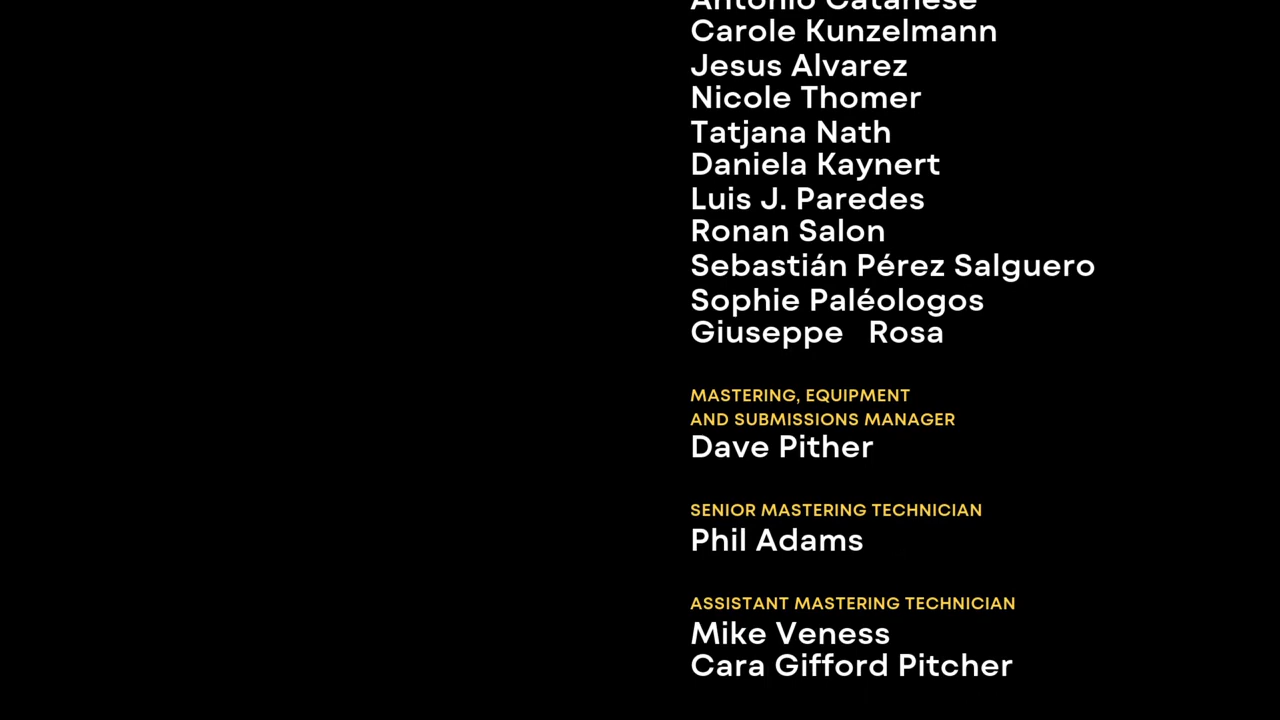 Antonio Catanese
Carole Kunzelmann
Jesus Alvarez
Nicole Thomer
Tatjana Nath
Daniela Kaynert
Luis J. Paredes
Ronan Salon
Sebastián Pérez Salguero
Sophie Paléologos
Giuseppe Rosa
MASTERING, EQUIPMENT
AND SUBMISSIONS MANAGER
Dave Pither
SENIOR MASTERING TECHNICIAN
Phil Adams
ASSISTANT MASTERING TECHNICIAN
Mike Veness
Cara Gifford Pitcher